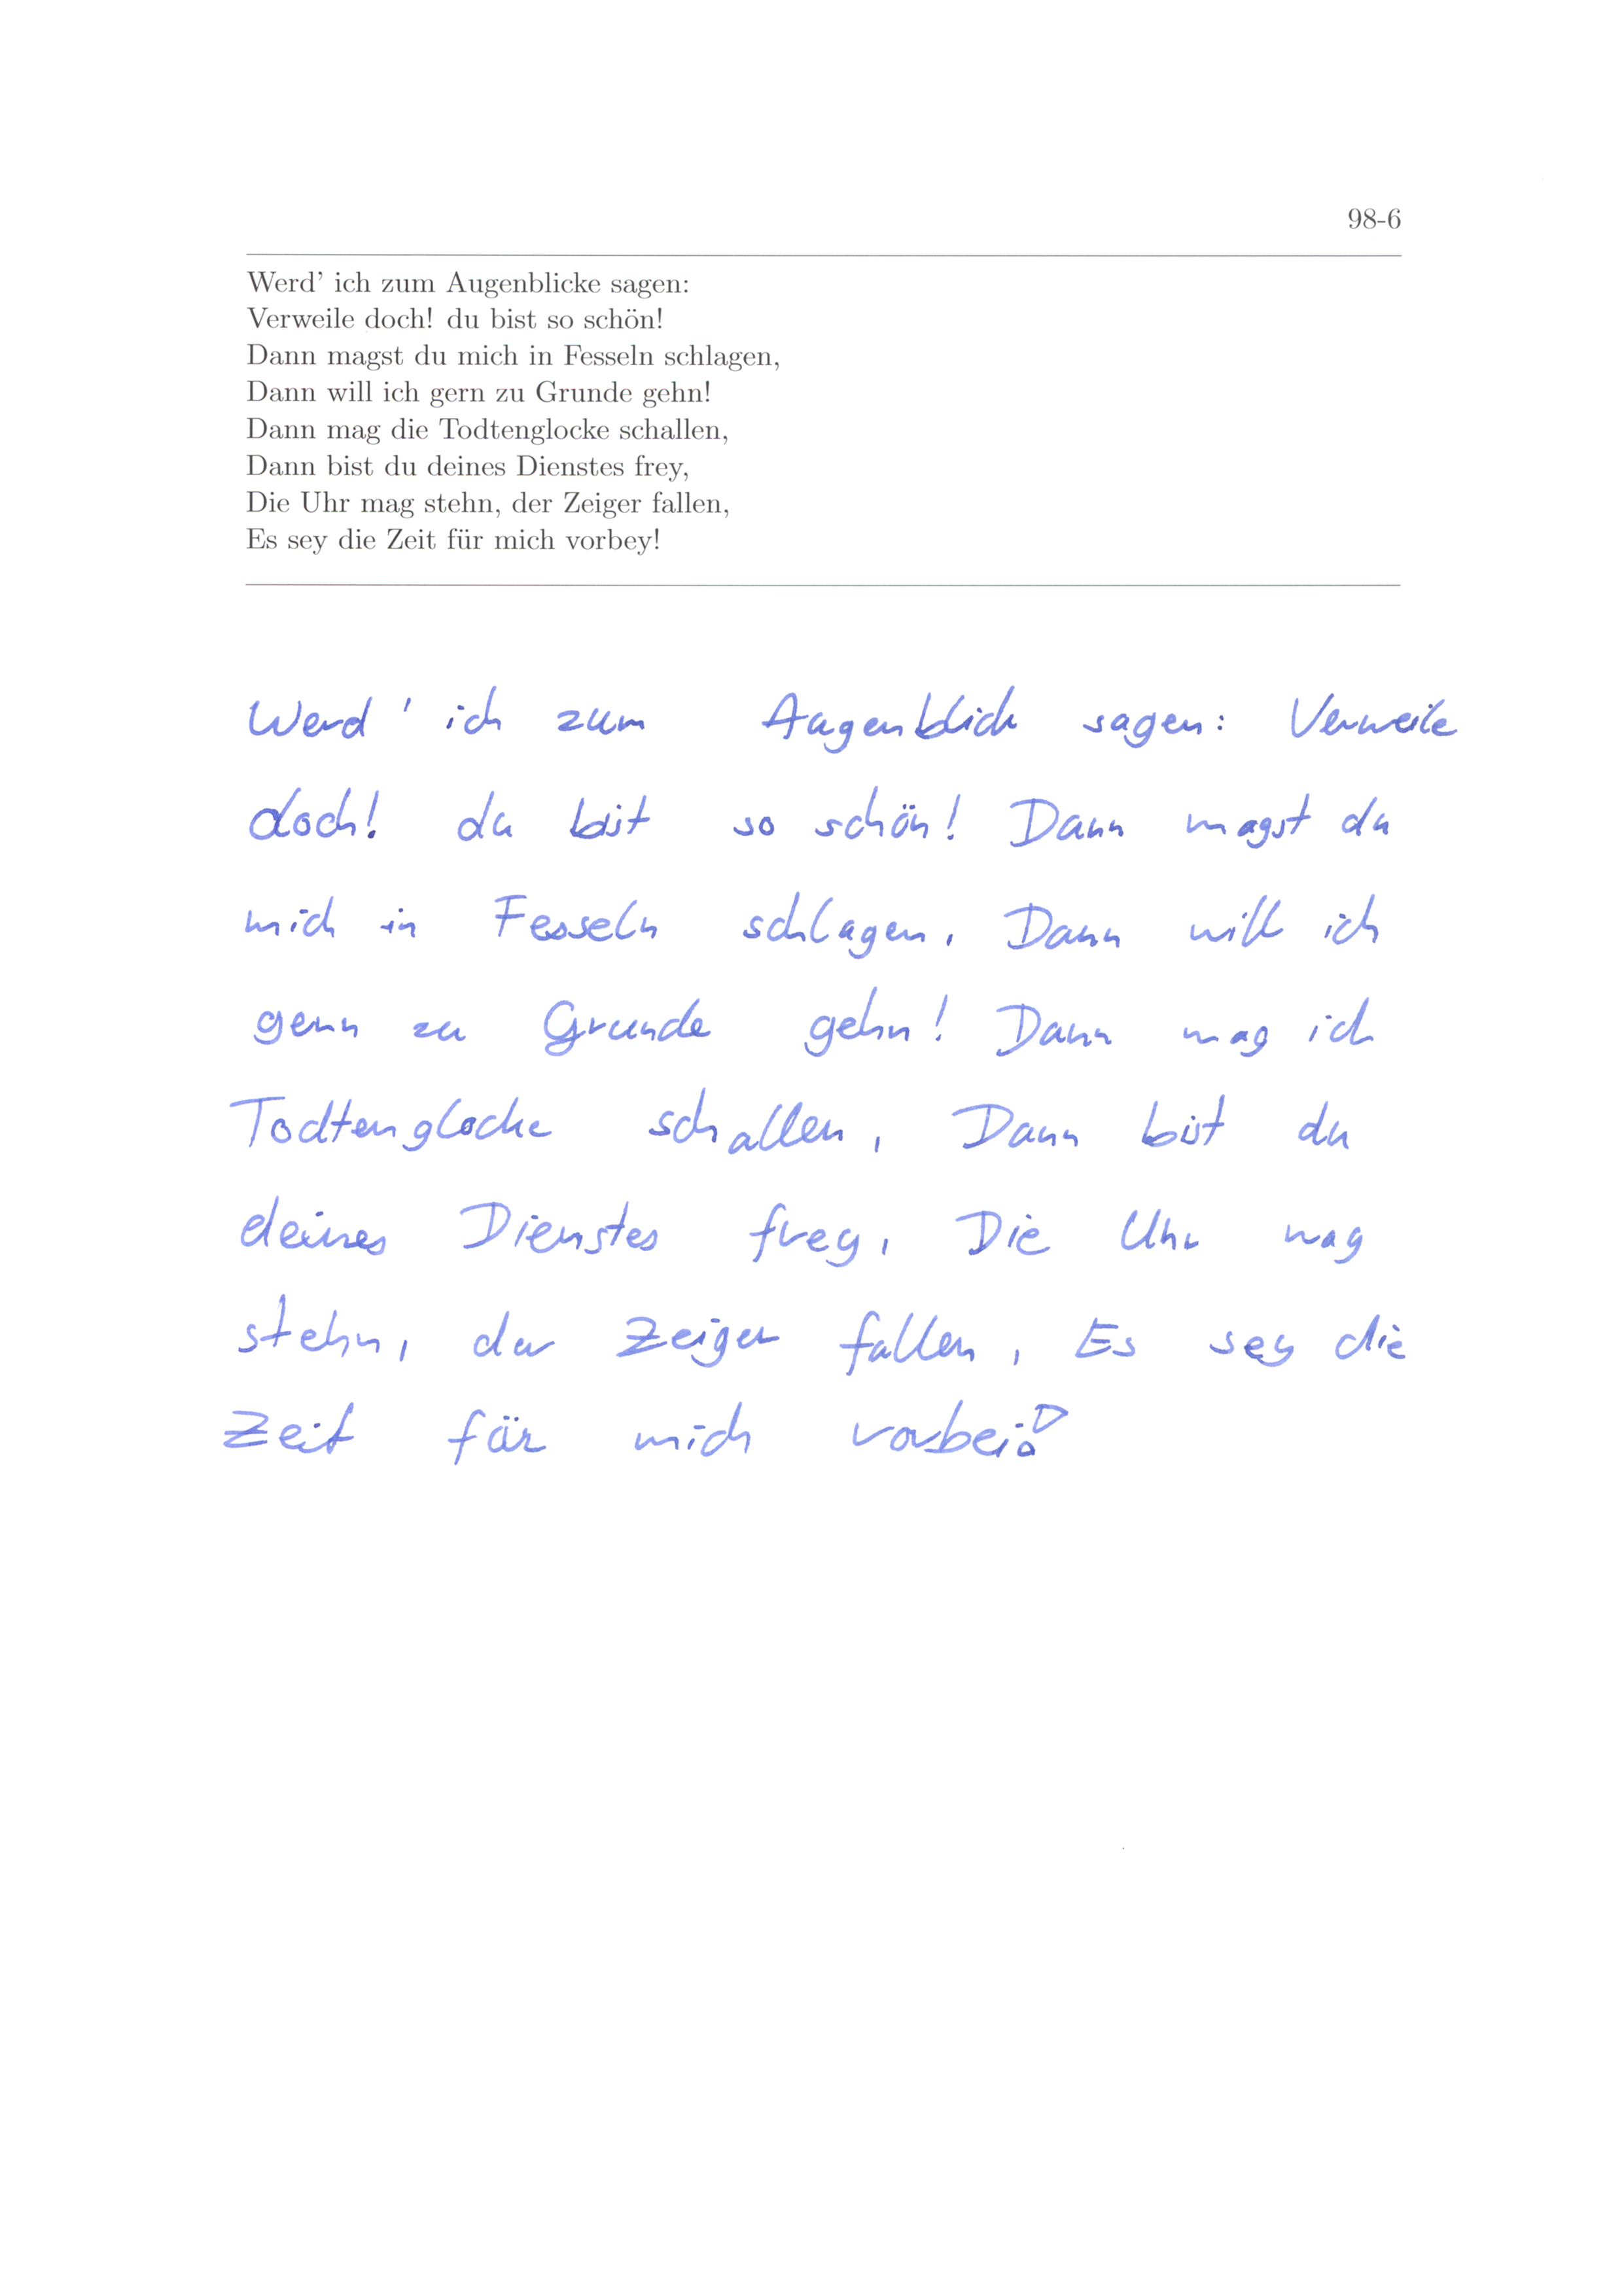 98-6
Werd' ich zum Augenblicke sagen:
Verweile doch! du bist so schön!
Dann magst du mich in Fesseln schlagen,
Dann will ich gern zu Grunde gehn!
Dann mag die Todtenglocke schallen,
Dann bist du deines Dienstes frey,
Die Uhr mag stehn, der Zeiger fallen,
Es sey die Zeit für mich vorbey!
Werd' ich zum Augenblick sagen: Verweile
doch! du bist so schön! Dann magst du
mich in Fesseln schlagen, Dann will ich
gern zu Grunde gehn! Dann mag ich
Todtenglocke schallen, Dann bist du
deines Dienstes frey, Die Uhr mag
stehn, der Zeiger fallen, Es sey die
Zeit für mich vorbei!